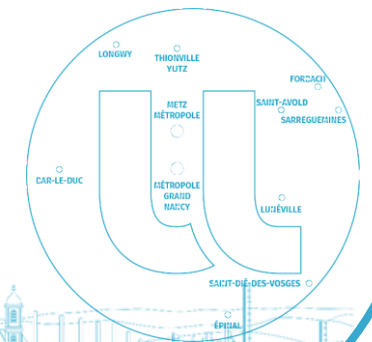 LONGWY
THIONVILLE
YUTZ
FORBACH
METZ
MÉTROPOLE
SAINT-AVOLD
SARREGUEMINES
BAR-LE-DUC
MÉTROPOLE
GRAND
NANCY
LUNÉVILLE
SAINT-DIÉ-DES-VOSGES
ÉPINAL